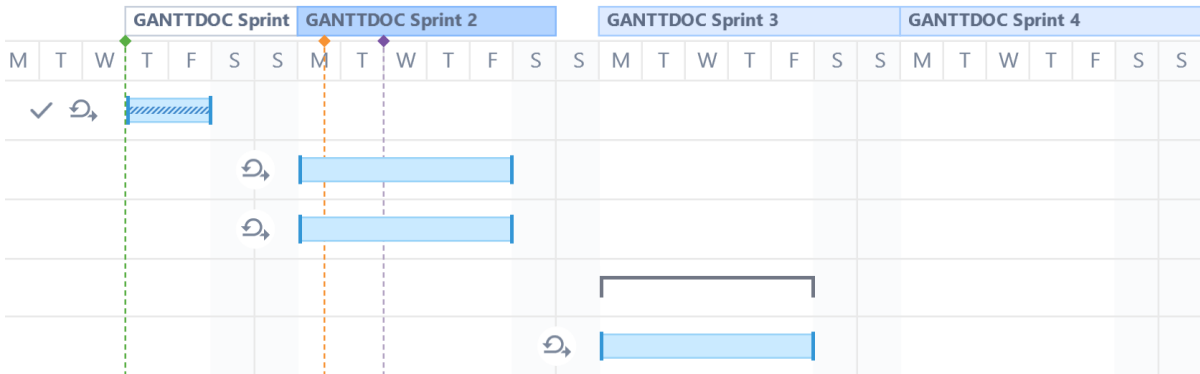 GANTTDOC Sprint GANTTDOC Sprint 2 GANTTDOC Sprint 3 GANTTDOC Sprint 4
M T W T F S S M T W T F S S M T W T F S S M T W T F S S